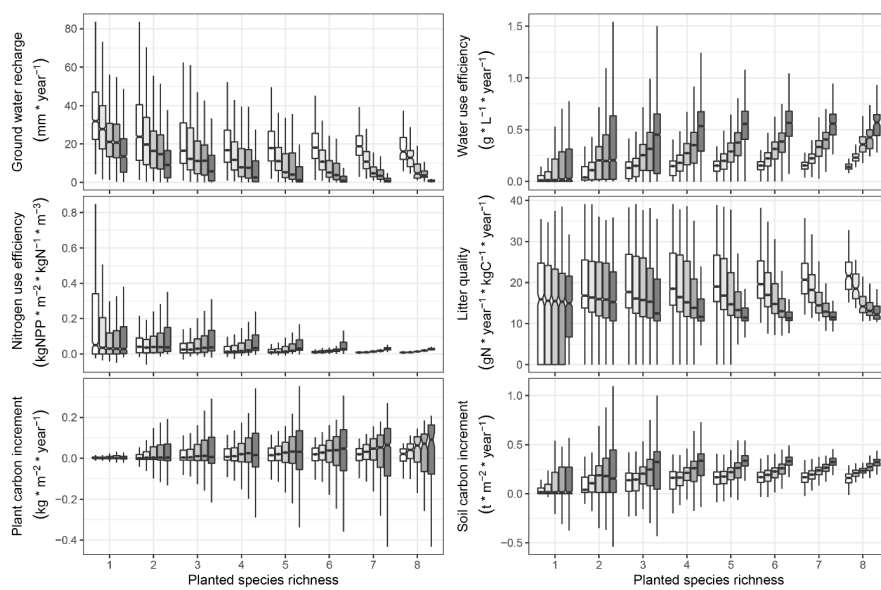 Ground water recharge
(mm * year⁻¹)
80
60
40
20
0
Nitrogen use efficiency
(kgNPP * m⁻² * kgN⁻¹ * m⁻³)
0.8
0.6
0.4
0.2
0.0
Plant carbon increment
(kg * m⁻² * year⁻¹)
0.2
0.0
−0.2
−0.4
1 2 3 4 5 6 7 8
Planted species richness
Water use efficiency
(g * L⁻¹ * year⁻¹)
1.5
1.0
0.5
0.0
Litter quality
(gN * year⁻¹ * kgC⁻¹ * year⁻¹)
40
30
20
10
0
Soil carbon increment
(t * m⁻² * year⁻¹)
1.0
0.5
0.0
−0.5
1 2 3 4 5 6 7 8
Planted species richness